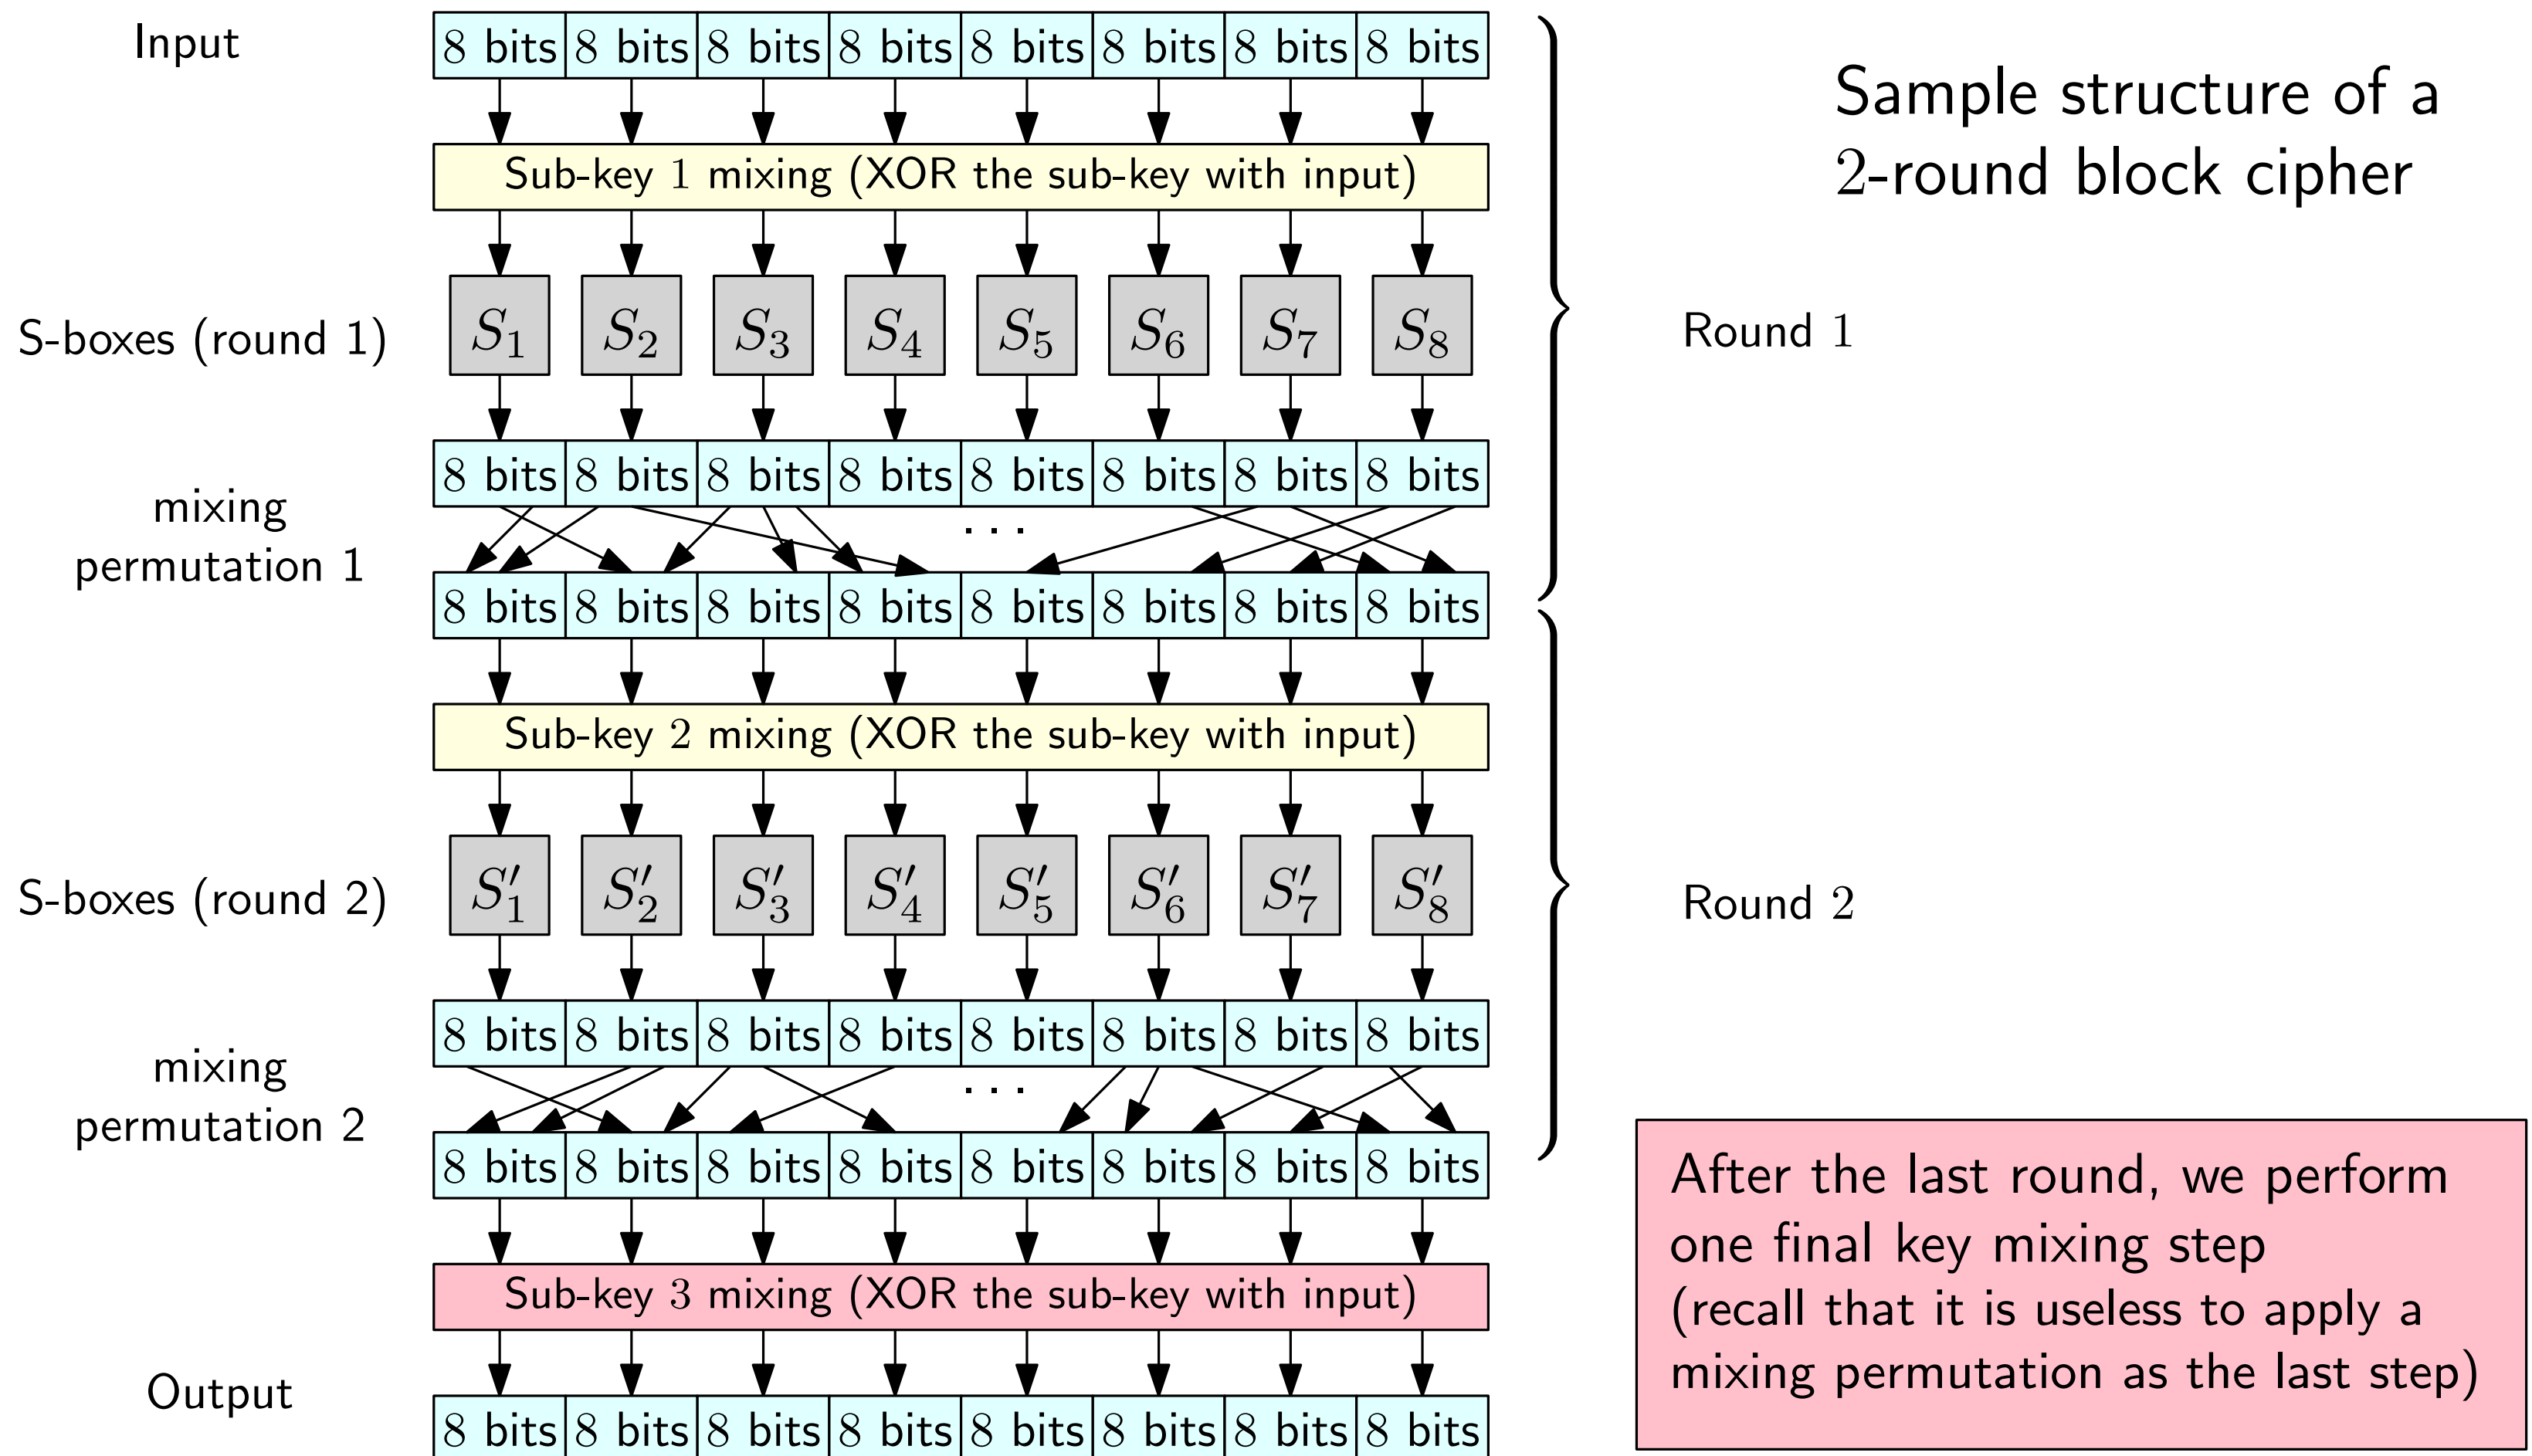 Input
8 bits 8 bits 8 bits 8 bits 8 bits 8 bits 8 bits 8 bits
Sample structure of a
2-round block cipher
Sub-key 1 mixing (XOR the sub-key with input)
S-boxes (round 1)
S₁ S₂ S₃ S₄ S₅ S₆ S₇ S₈
Round 1
8 bits 8 bits 8 bits 8 bits 8 bits 8 bits 8 bits 8 bits
mixing
permutation 1
...
8 bits 8 bits 8 bits 8 bits 8 bits 8 bits 8 bits 8 bits
Sub-key 2 mixing (XOR the sub-key with input)
S-boxes (round 2)
S′₁ S′₂ S′₃ S′₄ S′₅ S′₆ S′₇ S′₈
Round 2
8 bits 8 bits 8 bits 8 bits 8 bits 8 bits 8 bits 8 bits
mixing
permutation 2
...
8 bits 8 bits 8 bits 8 bits 8 bits 8 bits 8 bits 8 bits
Sub-key 3 mixing (XOR the sub-key with input)
After the last round, we perform
one final key mixing step
(recall that it is useless to apply a
mixing permutation as the last step)
Output
8 bits 8 bits 8 bits 8 bits 8 bits 8 bits 8 bits 8 bits